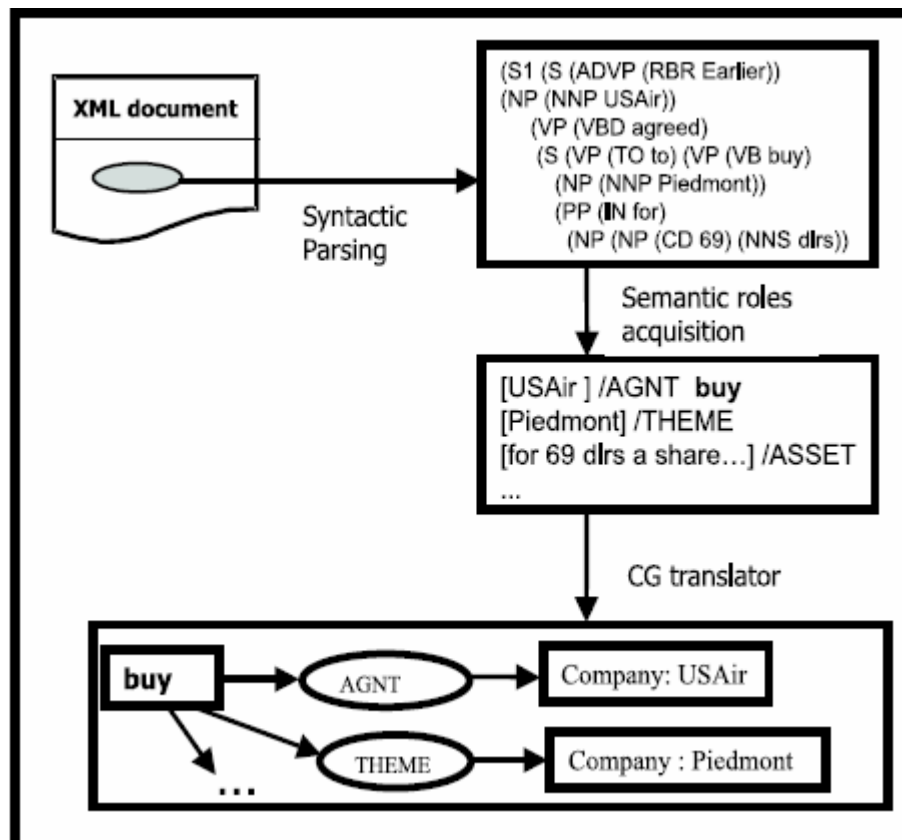 XML document
Syntactic
Parsing
(S1 (S (ADVP (RBR Earlier))
(NP (NNP USAir))
(VP (VBD agreed)
(S (VP (TO to) (VP (VB buy)
(NP (NNP Piedmont))
(PP (IN for)
(NP (NP (CD 69) (NNS dlrs))
Semantic roles
acquisition
[USAir ] /AGNT buy
[Piedmont] /THEME
[for 69 dlrs a share...] /ASSET
...
CG translator
buy
AGNT
Company: USAir
THEME
Company : Piedmont
...